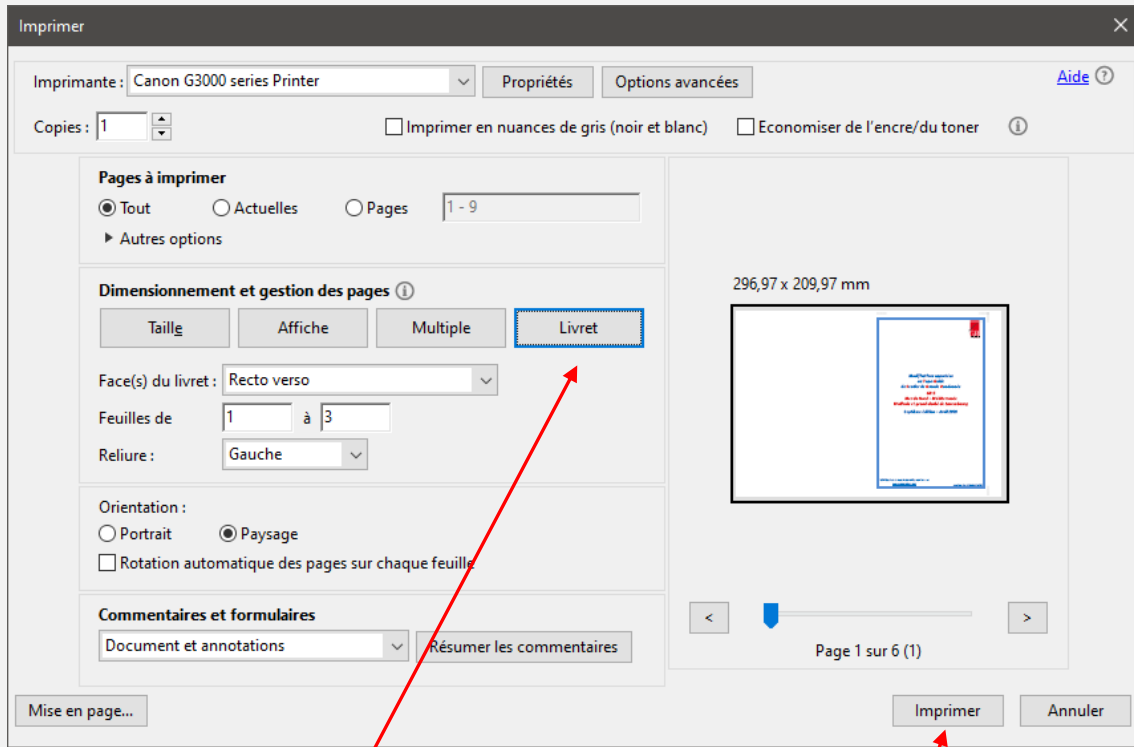 Imprimer
Imprimante : Canon G3000 series Printer Propriétés Options avancées Aide
Copies : 1 Imprimer en nuances de gris (noir et blanc) Economiser de l'encre/du toner
Pages à imprimer
Tout Actuelles Pages 1 - 9
Autres options
Dimensionnement et gestion des pages
Taille Affiche Multiple Livret
Face(s) du livret : Recto verso
Feuilles de 1 à 3
Reliure : Gauche
Orientation :
Portrait Paysage
Rotation automatique des pages sur chaque feuille
Commentaires et formulaires
Document et annotations Résumer les commentaires
296,97 x 209,97 mm
< >
Page 1 sur 6 (1)
Mise en page... Imprimer Annuler